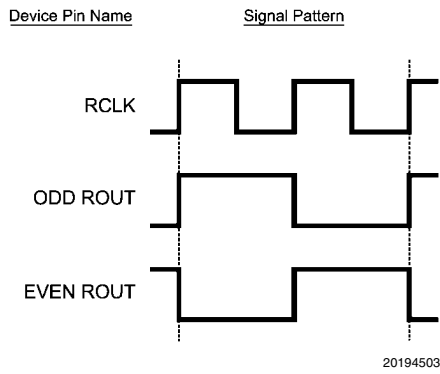 Device Pin Name Signal Pattern
RCLK
ODD ROUT
EVEN ROUT
20194503